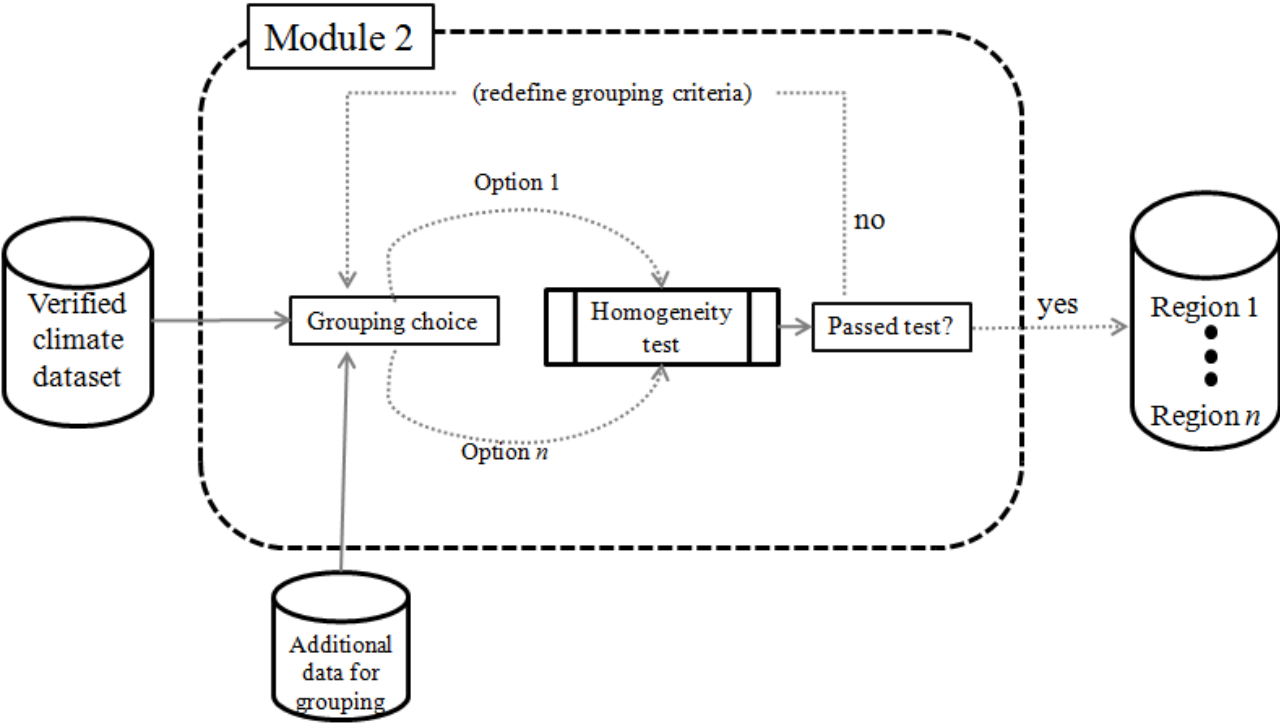 Module 2
(redefine grouping criteria)
Option 1
no
Verified
climate
dataset
Grouping choice
Homogeneity
test
Passed test?
yes
Region 1
Region n
Option n
Additional
data for
grouping